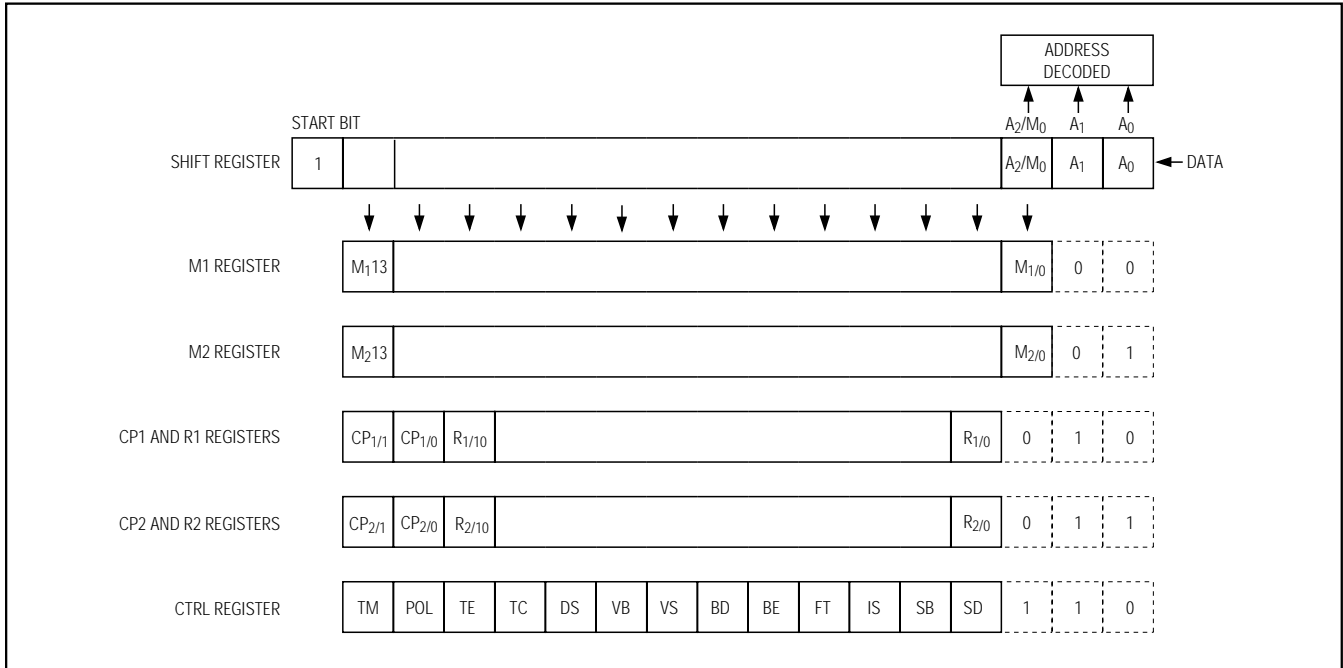 ADDRESS
DECODED
START BIT
A2/M0 A1 A0
SHIFT REGISTER 1 A2/M0 A1 A0 DATA
M1 REGISTER M113 M1/0 0 0
M2 REGISTER M213 M2/0 0 1
CP1 AND R1 REGISTERS CP1/1 CP1/0 R1/10 R1/0 0 1 0
CP2 AND R2 REGISTERS CP2/1 CP2/0 R2/10 R2/0 0 1 1
CTRL REGISTER TM POL TE TC DS VB VS BD BE FT IS SB SD 1 1 0